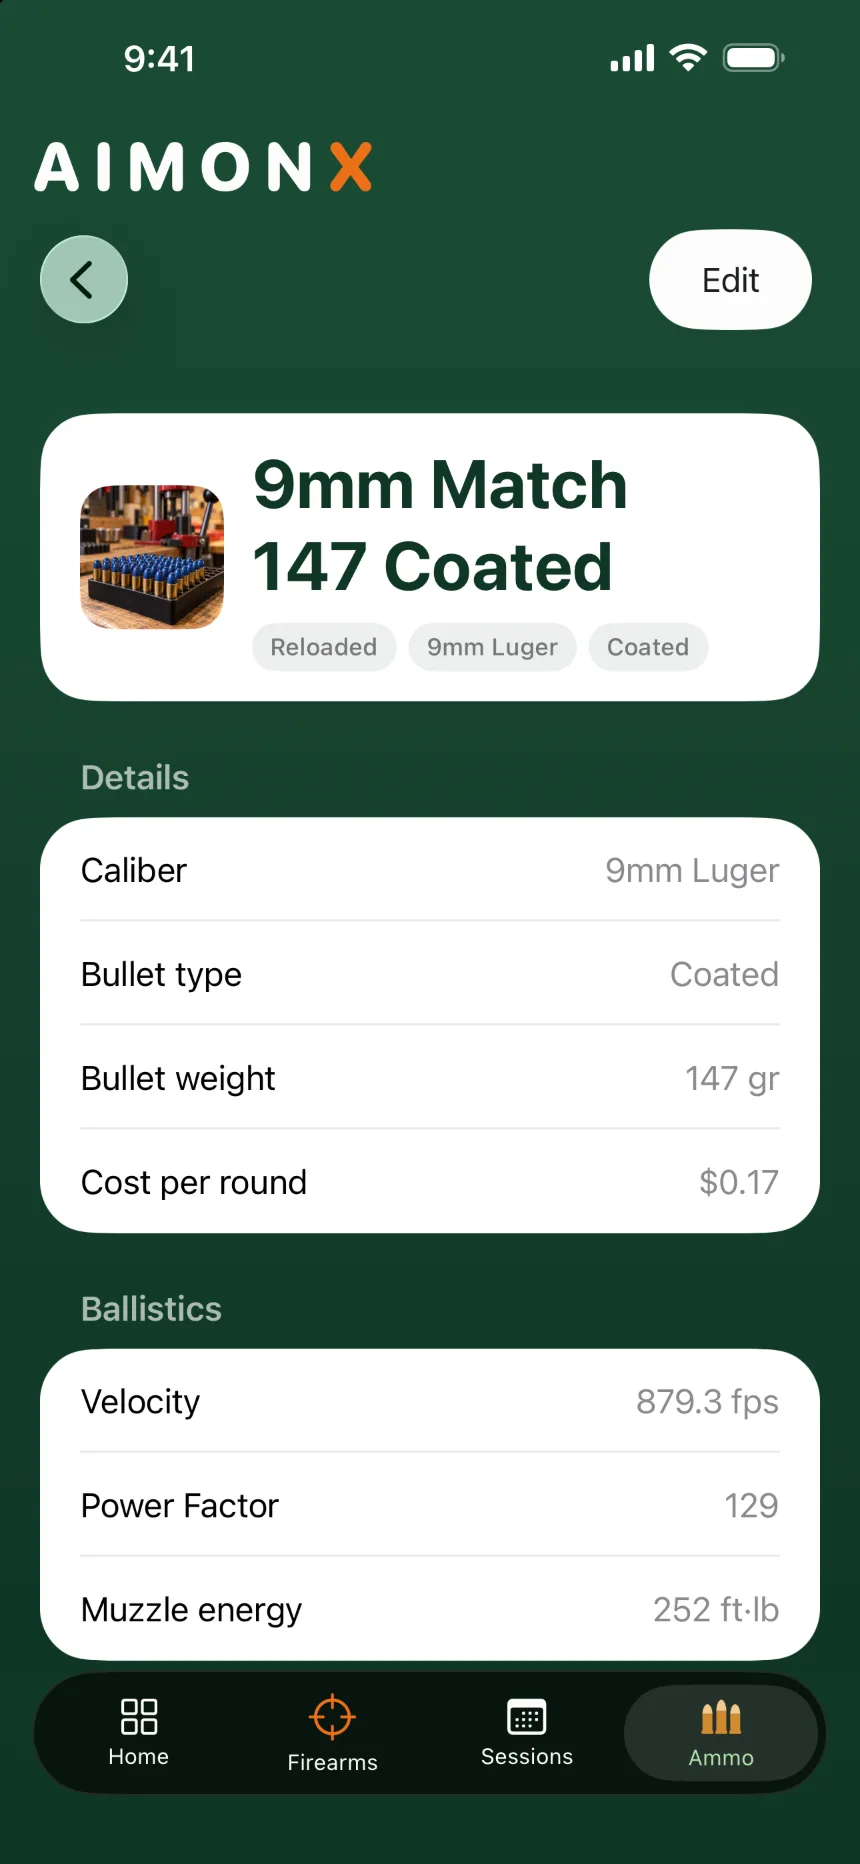 9:41
AIMONX
Edit
9mm Match
147 Coated
Reloaded 9mm Luger Coated
Details
Caliber 9mm Luger
Bullet type Coated
Bullet weight 147 gr
Cost per round $0.17
Ballistics
Velocity 879.3 fps
Power Factor 129
Muzzle energy 252 ft·lb
Home Firearms Sessions Ammo